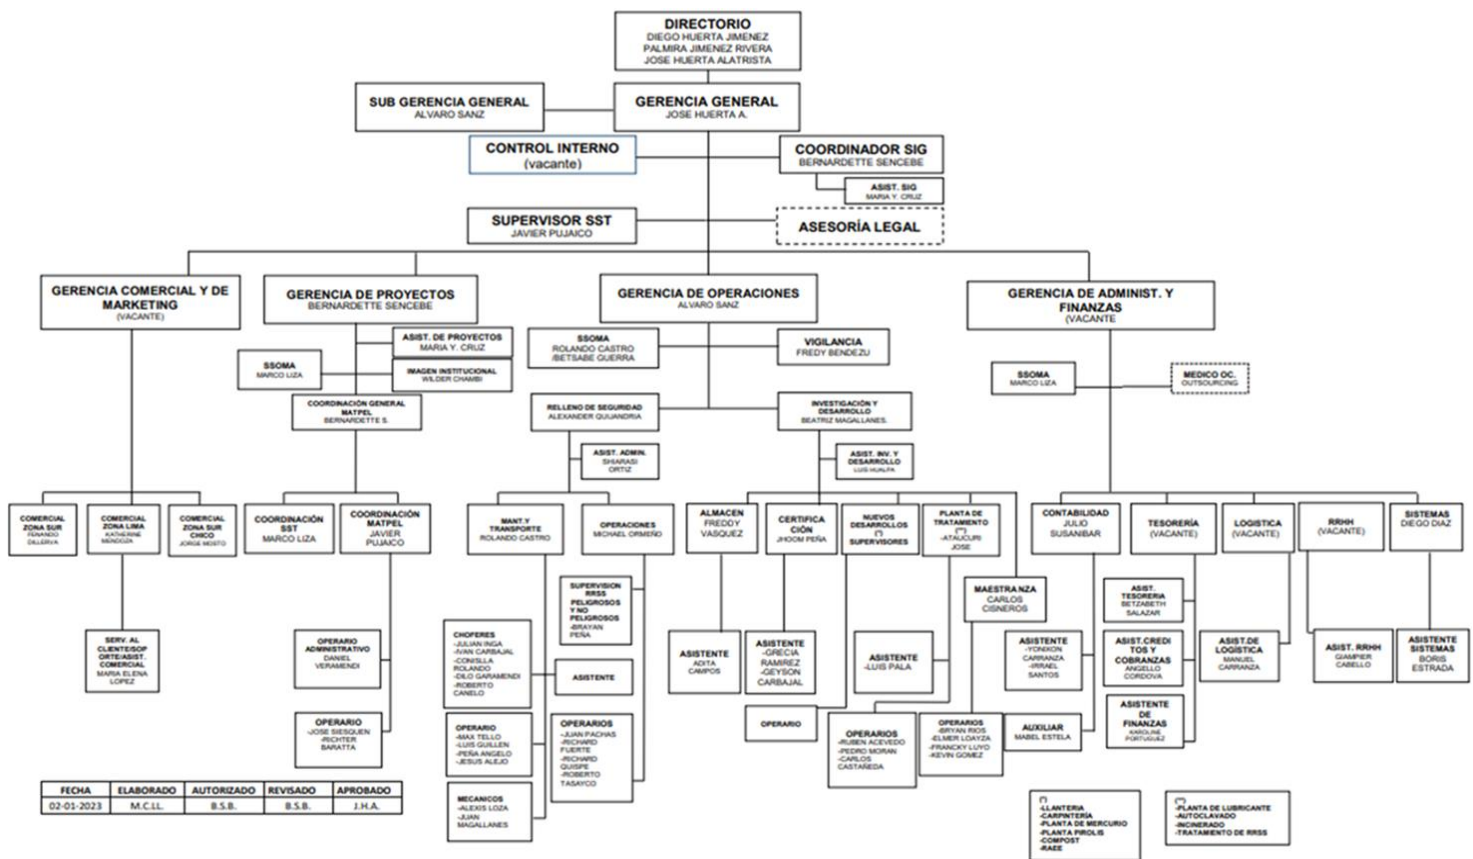 DIRECTORIO
DIEGO HUERTA JIMENEZ
PALMIRA JIMENEZ RIVERA
JOSE HUERTA ALATRISTA
SUB GERENCIA GENERAL
ALVARO SANZ
GERENCIA GENERAL
JOSE HUERTA A.
CONTROL INTERNO
(vacante)
COORDINADOR SIG
BERNARDETTE SENCEBE
ASIST. SIG
MARIA Y. CRUZ
SUPERVISOR SST
JAVIER PUJAICO
ASESORÍA LEGAL
GERENCIA COMERCIAL Y DE
MARKETING
(VACANTE)
GERENCIA DE PROYECTOS
BERNARDETTE SENCEBE
GERENCIA DE OPERACIONES
ALVARO SANZ
GERENCIA DE ADMINIST. Y
FINANZAS
(VACANTE
ASIST. DE PROYECTOS
MARIA Y. CRUZ
SSOMA
MARCO LIZA
IMAGEN INSTITUCIONAL
WILDER CHAMBI
COORDINACIÓN GENERAL
MATPEL
BERNARDETTE S.
SSOMA
ROLANDO CASTRO
/BETSABE GUERRA
VIGILANCIA
FREDY BENDEZU
SSOMA
MARCO LIZA
MEDICO OC.
OUTSOURCING
RELLENO DE SEGURIDAD
ALEXANDER QUIJANDRIA
INVESTIGACIÓN Y
DESARROLLO
BEATRIZ MAGALLANES.
ASIST. ADMIN.
SHIARASI
ORTIZ
ASIST. INV. Y
DESARROLLO
LUIS HUALPA
COMERCIAL
ZONA SUR
FENANDO
DILLERVA
COMERCIAL
ZONA LIMA
KATHERINE
MENDOZA
COMERCIAL
ZONA SUR
CHICO
JORGE MOSTO
COORDINACIÓN
SST
MARCO LIZA
COORDINACIÓN
MATPEL
JAVIER
PUJAICO
MANT.Y
TRANSPORTE
ROLANDO CASTRO
OPERACIONES
MICHAEL ORMEÑO
ALMACEN
FREDDY
VASQUEZ
CERTIFICA
CIÓN
JHOOM PEÑA
NUEVOS
DESARROLLOS
(*)
SUPERVISORES
PLANTA DE
TRATAMIENTO
(**)
-ATAUCURI
JOSE
CONTABILIDAD
JULIO
SUSANIBAR
TESORERÍA
(VACANTE)
LOGISTICA
(VACANTE)
RRHH
(VACANTE)
SISTEMAS
DIEGO DIAZ
SERV. AL
CLIENTE/SOP
ORTE/ASIST.
COMERCIAL
MARIA ELENA
LOPEZ
OPERARIO
ADMINISTRATIVO
DANIEL
VERAMENDI
OPERARIO
-JOSE SIESQUEN
-RICHTER
BARATTA
CHOFERES
-JULIAN INGA
-IVAN CARBAJAL
-CONISLLA
ROLANDO
-DILO GARAMENDI
-ROBERTO
CANELO
OPERARIO
-MAX TELLO
-LUIS GUILLEN
-PEÑA ANGELO
-JESUS ALEJO
MECANICOS
-ALEXIS LOZA
-JUAN
MAGALLANES
SUPERVISION
RRSS
PELIGROSOS
Y NO
PELIGROSOS
-BRAYAN
PEÑA
ASISTENTE
OPERARIOS
-JUAN PACHAS
-RICHARD
FUERTE
-RICHARD
QUISPE
-ROBERTO
TASAYCO
ASISTENTE
ADITA
CAMPOS
ASISTENTE
-GRECIA
RAMIREZ
-GEYSON
CARBAJAL
OPERARIO
ASISTENTE
-LUIS PALA
OPERARIOS
-RUBEN ACEVEDO
-PEDRO MORAN
-CARLOS
CASTAÑEDA
MAESTRANZA
CARLOS
CISNEROS
OPERARIOS
-BRYAN RIOS
-ELMER LOAYZA
-FRANCKY LUYO
-KEVIN GOMEZ
ASISTENTE
-YONIXON
CARRANZA
-IRRAEL
SANTOS
AUXILIAR
MABEL ESTELA
ASIST.
TESORERIA
BETZABETH
SALAZAR
ASIST.CREDI
TOS Y
COBRANZAS
ANGELLO
CORDOVA
ASISTENTE
DE
FINANZAS
KAROLINE
PORTUGUEZ
ASIST.DE
LOGÍSTICA
MANUEL
CARRANZA
ASIST. RRHH
GIAMPIER
CABELLO
ASISTENTE
SISTEMAS
BORIS
ESTRADA
FECHA ELABORADO AUTORIZADO REVISADO APROBADO
02-01-2023 M.C.LL. B.S.B. B.S.B. J.H.A.
(*)
-LLANTERIA
-CARPINTERÍA
-PLANTA DE MERCURIO
-PLANTA PIROLIS
-COMPOST
-RAEE
(**)
-PLANTA DE LUBRICANTE
-AUTOCLAVADO
-INCINERADO
-TRATAMIENTO DE RRSS